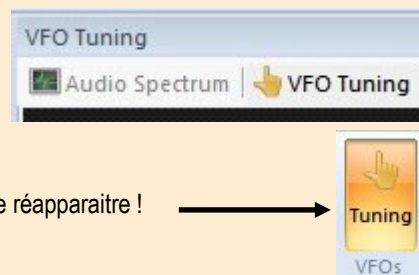 VFO Tuning
Audio Spectrum VFO Tuning
réapparaitre !
Tuning
VFOs